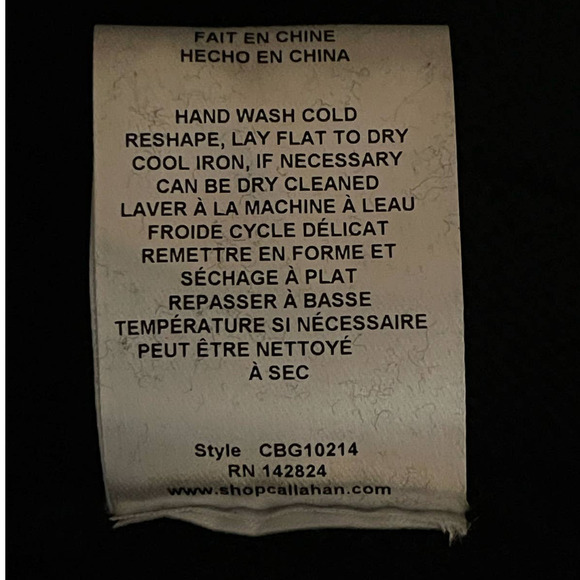 FAIT EN CHINE
HECHO EN CHINA
HAND WASH COLD
RESHAPE, LAY FLAT TO DRY
COOL IRON, IF NECESSARY
CAN BE DRY CLEANED
LAVER À LA MACHINE À LEAU
FROIDE CYCLE DÉLICAT
REMETTRE EN FORME ET
SÉCHAGE À PLAT
REPASSER À BASSE
TEMPÉRATURE SI NÉCESSAIRE
PEUT ÊTRE NETTOYÉ
À SEC
Style CBG10214
RN 142824
www.shopcallahan.com